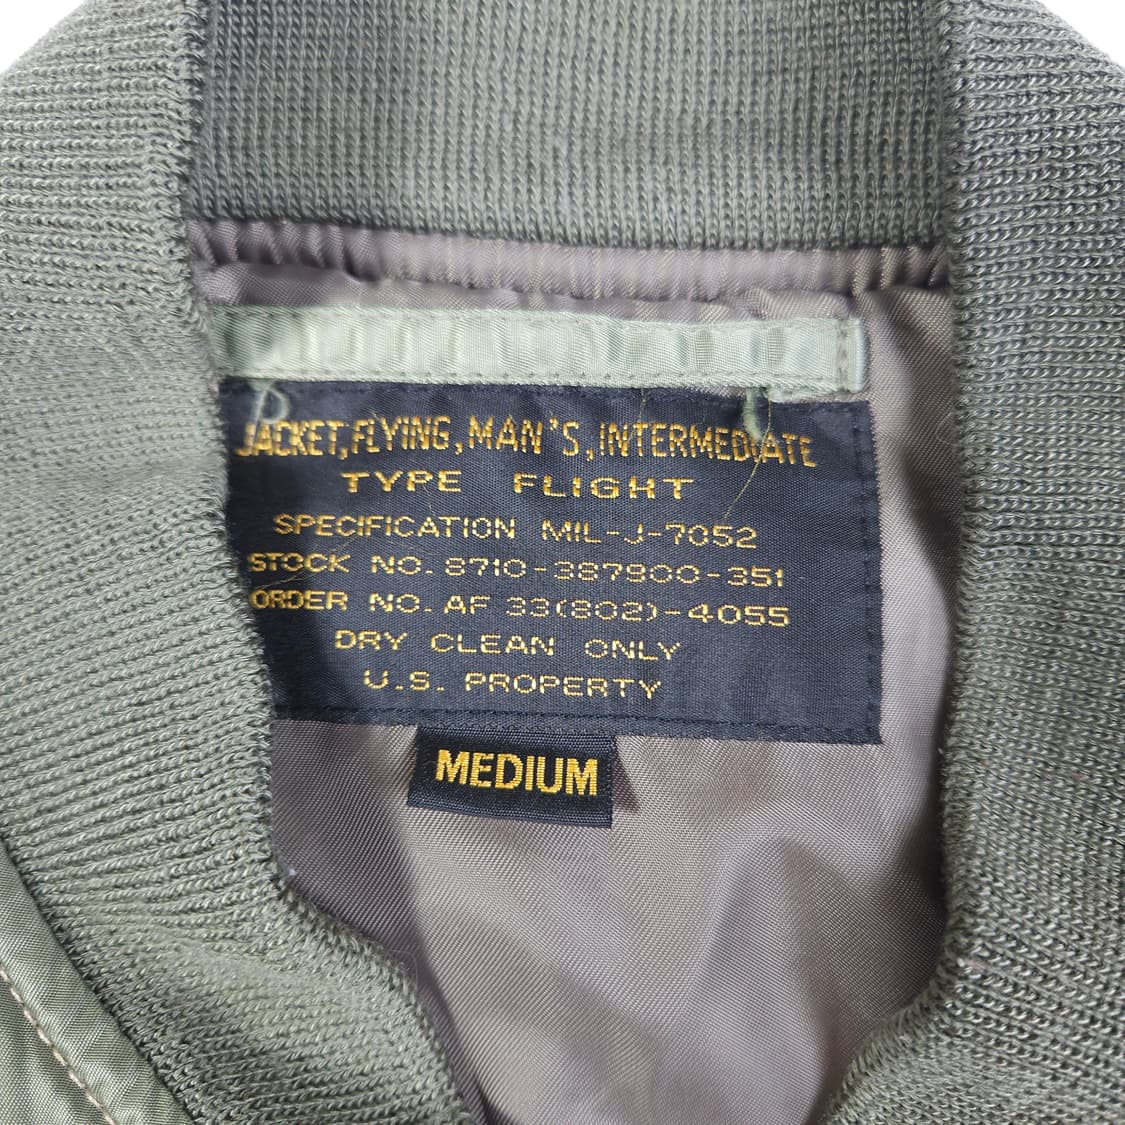 JACKET,FLYING,MAN'S,INTERMEDIATE
TYPE FLIGHT
SPECIFICATION MIL-J-7052
STOCK NO. 8710-387900-351
ORDER NO. AF 33(802)-4055
DRY CLEAN ONLY
U.S. PROPERTY
MEDIUM